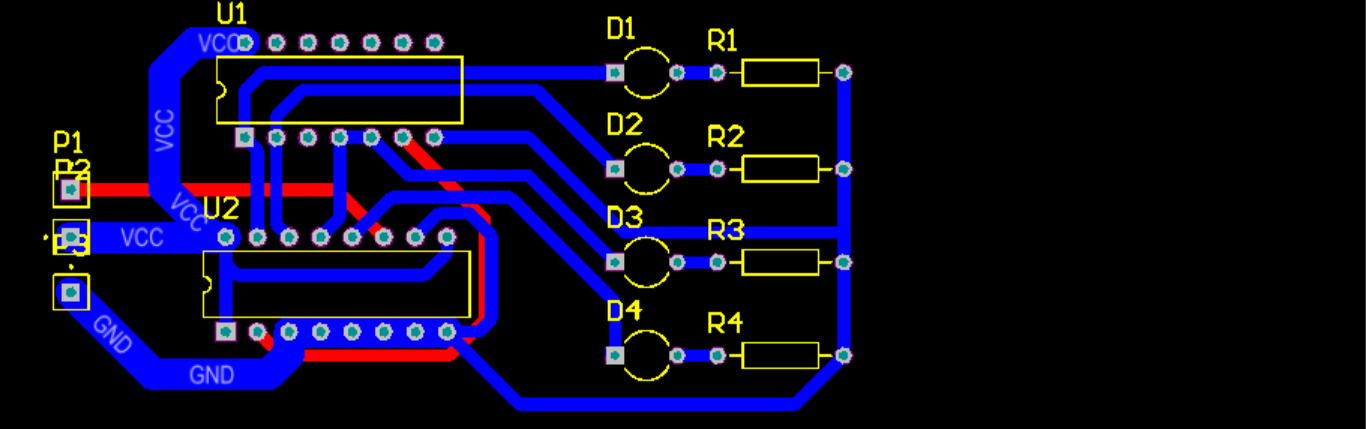 U1
VCC
D1
R1
VCC
D2
R2
P1
P2
VCC
U2
D3
R3
VCC
P3
D4
R4
GND
GND